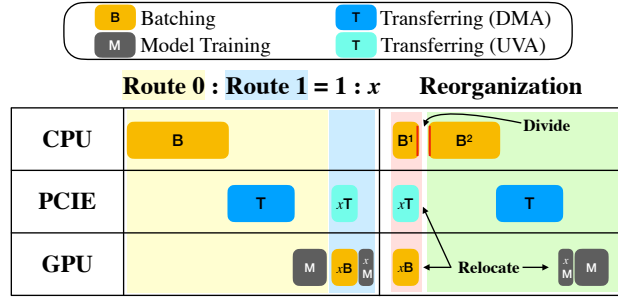 B Batching T Transferring (DMA)
M Model Training T Transferring (UVA)
Route 0 : Route 1 = 1 : x Reorganization
CPU B B¹ B² Divide
PCIE T xT xT T
GPU M xB x M xB Relocate x M M